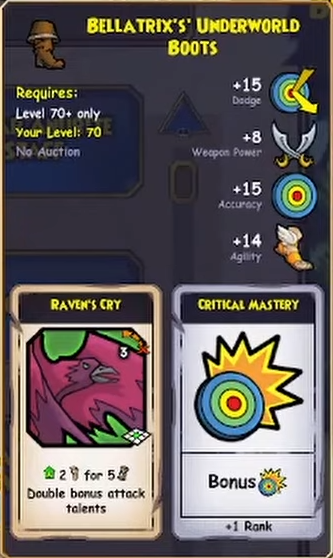 BELLATRIX'S' UNDERWORLD
BOOTS
Requires:
Level 70+ only
Your Level: 70
No Auction
+15
Dodge
+8
Weapon Power
+15
Accuracy
+14
Agility
RAVEN'S CRY
3
2 for 5
Double bonus attack
talents
CRITICAL MASTERY
Bonus
+1 Rank